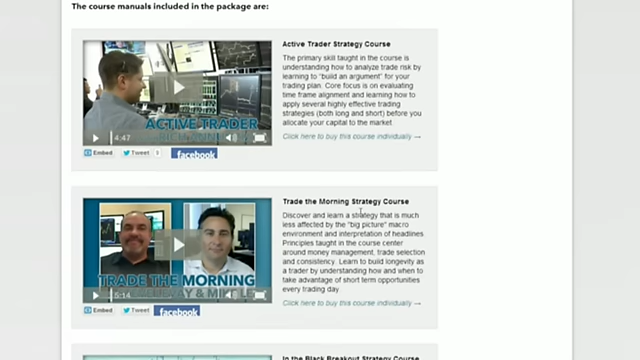 The course manuals included in the package are:
Active Trader Strategy Course
The primary skill taught in the course is
understanding how to analyze trade risk by
learning to "build an argument" for your
trading plan. Core focus is on evaluating
time frame alignment and learning how to
apply several highly effective trading
strategies (both long and short) before you
allocate your capital to the market.
Click here to buy this course individually →
ACTIVE TRADER
4:47
Embed
Tweet
3
facebook
Trade the Morning Strategy Course
Discover and learn a strategy that is much
less affected by the "big picture" macro
environment and interpretation of headlines.
Principles taught in the course center
around money management, trade selection
and consistency. Learn to build longevity as
a trader by understanding how and when to
take advantage of short term opportunities
every trading day.
Click here to buy this course individually →
TRADE THE MORNING
5:14
Embed
Tweet
facebook
In the Black Breakout Strategy Course